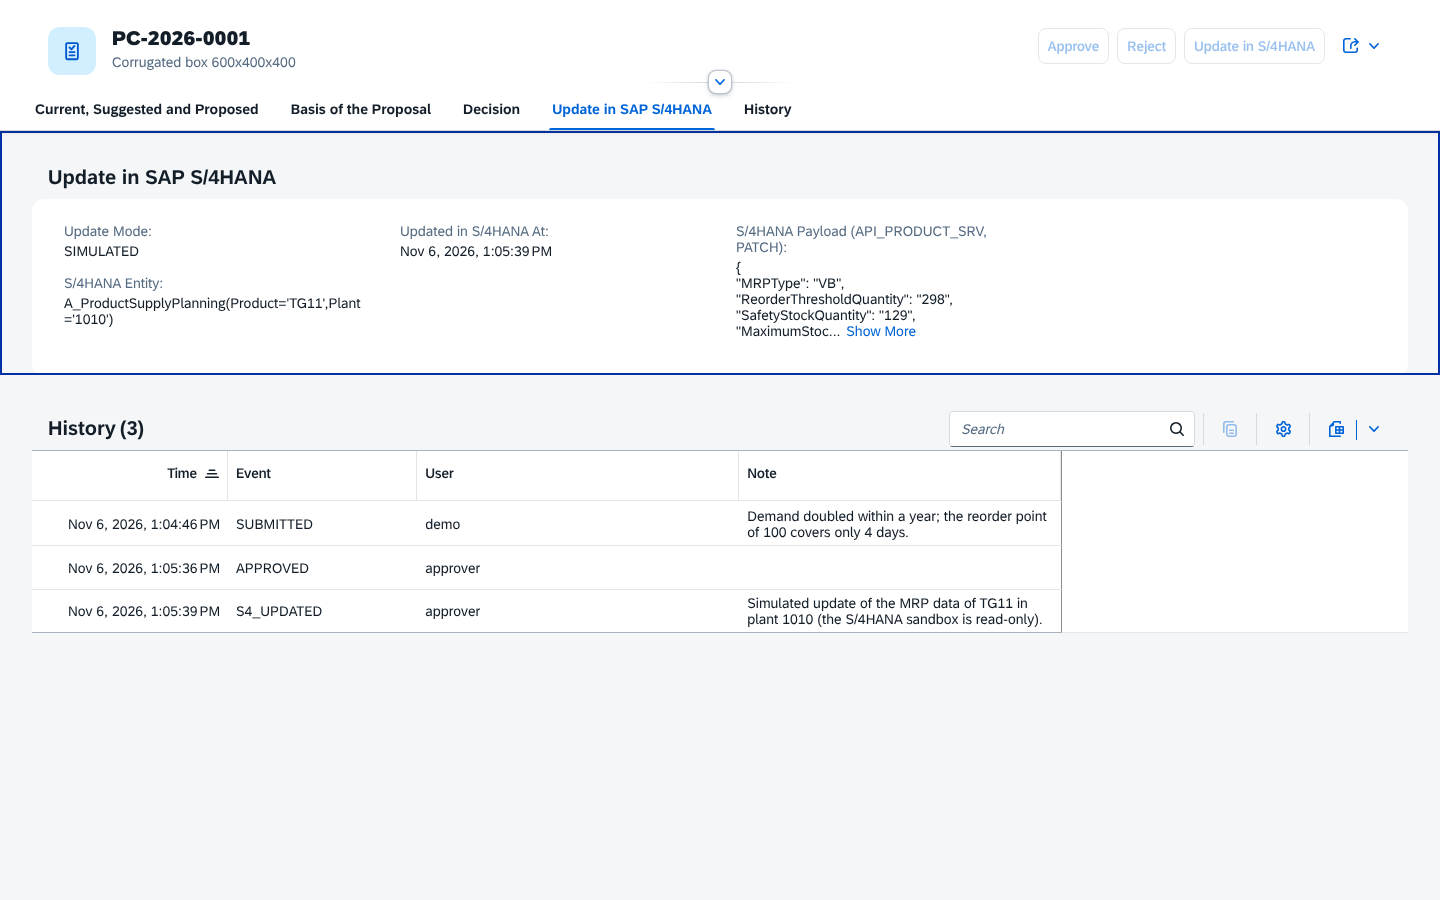 PC-2026-0001
Corrugated box 600x400x400
Approve
Reject
Update in S/4HANA
Current, Suggested and Proposed
Basis of the Proposal
Decision
Update in SAP S/4HANA
History
Update in SAP S/4HANA
Update Mode:
SIMULATED
S/4HANA Entity:
A_ProductSupplyPlanning(Product='TG11',Plant
='1010')
Updated in S/4HANA At:
Nov 6, 2026, 1:05:39 PM
S/4HANA Payload (API_PRODUCT_SRV,
PATCH):
{
"MRPType": "VB",
"ReorderThresholdQuantity": "298",
"SafetyStockQuantity": "129",
"MaximumStoc... Show More
History (3)
Search
Time Event User Note
Nov 6, 2026, 1:04:46 PM SUBMITTED demo Demand doubled within a year; the reorder point
of 100 covers only 4 days.
Nov 6, 2026, 1:05:36 PM APPROVED approver
Nov 6, 2026, 1:05:39 PM S4_UPDATED approver Simulated update of the MRP data of TG11 in
plant 1010 (the S/4HANA sandbox is read-only).